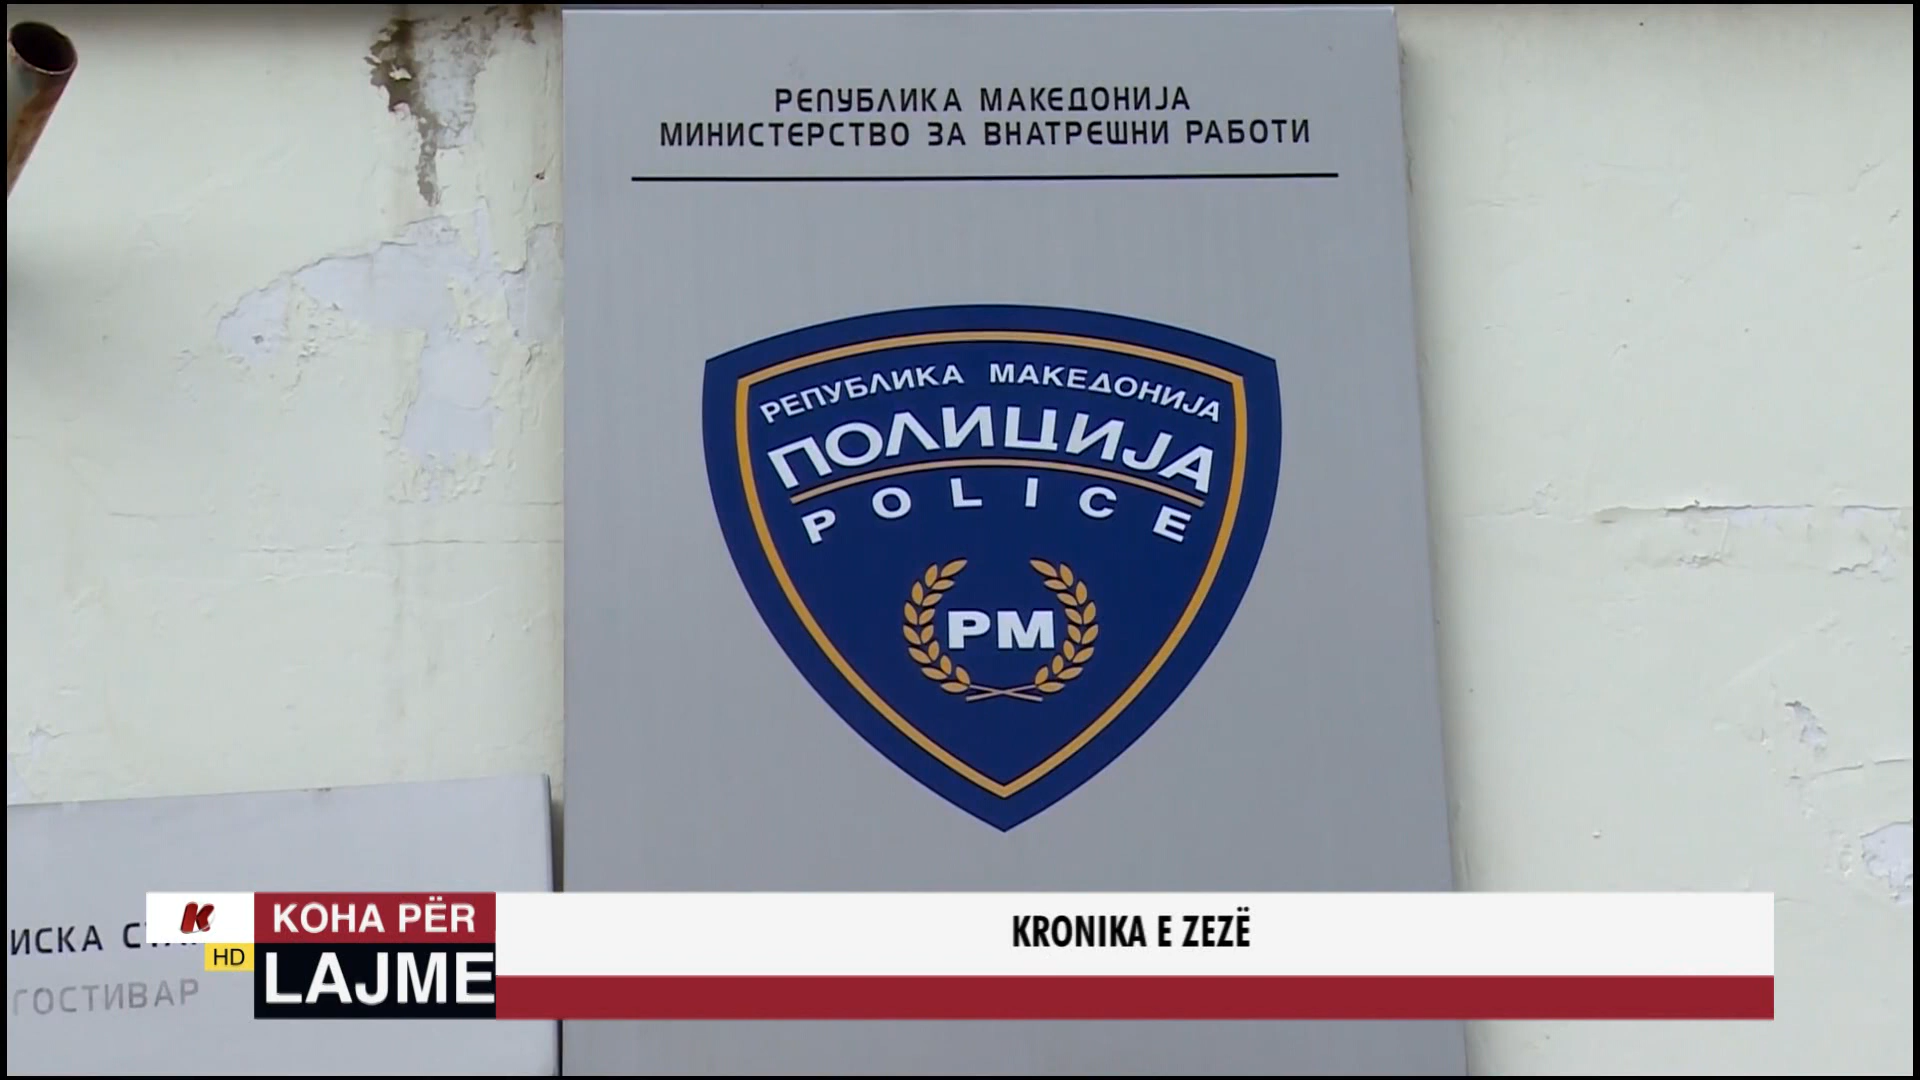 РЕПУБЛИКА МАКЕДОНИЈА
МИНИСТЕРСТВО ЗА ВНАТРЕШНИ РАБОТИ
РЕПУБЛИКА МАКЕДОНИЈА
ПОЛИЦИЈА
POLICE
РМ
ИСКА
ГОСТИВАР
K
HD
KOHA PËR
LAJME
KRONIKA E ZEZË